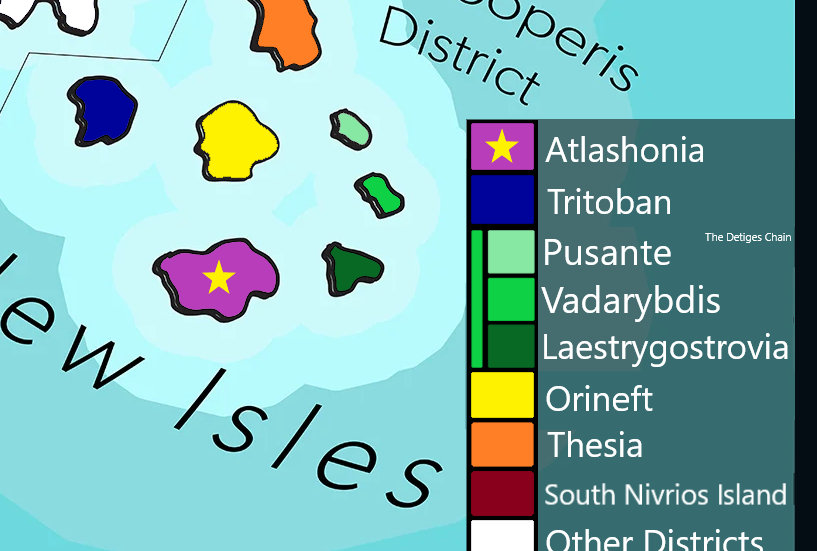 ooperis
District
Atlashonia
Tritoban
The Detiges Chain
Pusante
Vadarybdis
Laestrygostrovia
Orineft
Thesia
South Nivrios Island
Other Districts
ew Isles